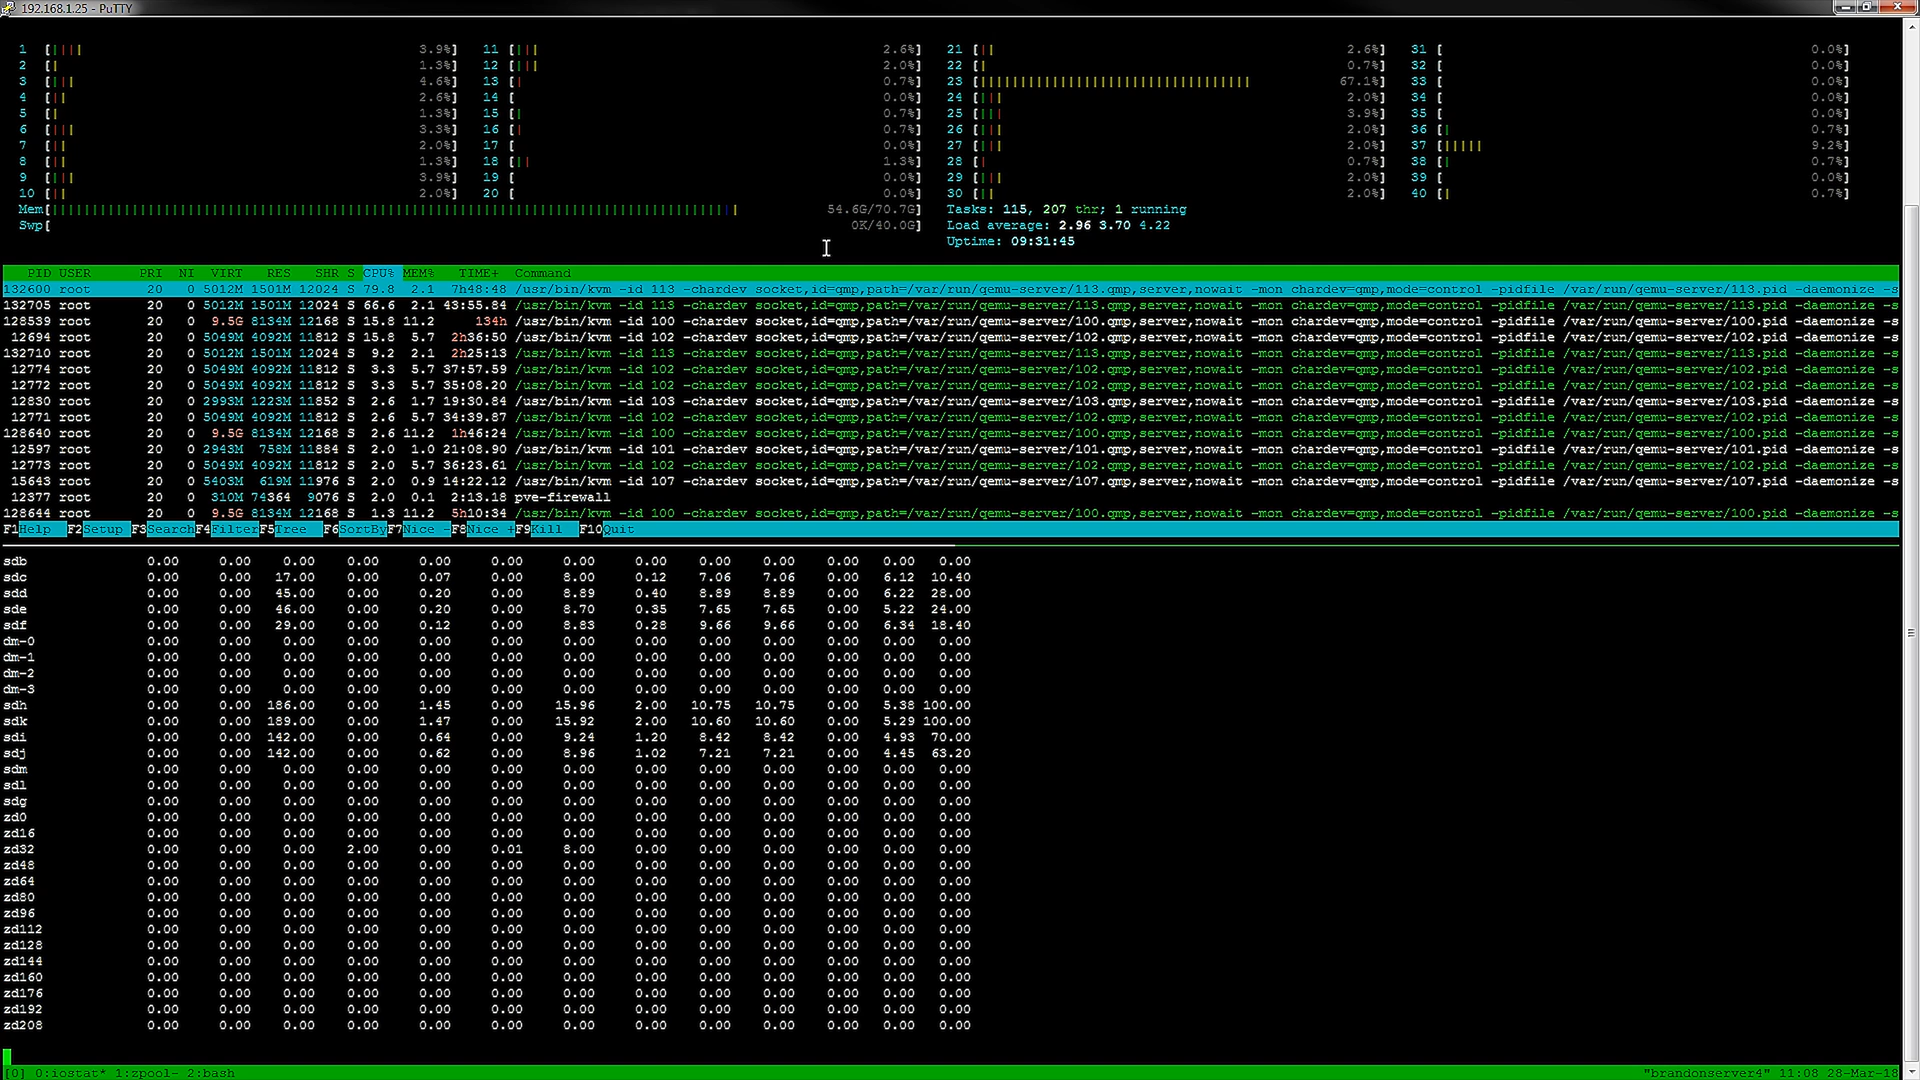 192.168.1.25 - PuTTY
1 [|||| 3.9%] 11 [||| 2.6%] 21 [|| 2.6%] 31 [ 0.0%]
2 [| 1.3%] 12 [||| 2.0%] 22 [| 0.7%] 32 [ 0.0%]
3 [||| 4.6%] 13 [| 0.7%] 23 [|||||||||||||||||||||||||||||||||| 67.1%] 33 [ 0.0%]
4 [|| 2.6%] 14 [ 0.0%] 24 [||| 2.0%] 34 [ 0.0%]
5 [| 1.3%] 15 [| 0.7%] 25 [||| 3.9%] 35 [ 0.0%]
6 [||| 3.3%] 16 [| 0.7%] 26 [||| 2.0%] 36 [| 0.7%]
7 [|| 2.0%] 17 [ 0.0%] 27 [||| 2.0%] 37 [||||| 9.2%]
8 [|| 1.3%] 18 [|| 1.3%] 28 [| 0.7%] 38 [| 0.7%]
9 [||| 3.9%] 19 [ 0.0%] 29 [||| 2.0%] 39 [ 0.0%]
10 [|| 2.0%] 20 [ 0.0%] 30 [|| 2.0%] 40 [| 0.7%]
Mem[|||||||||||||||||||||||||||||||||||||||||||||||||||||||||||||||||||||||||||||||||||||| 54.6G/70.7G] Tasks: 115, 207 thr; 1 running
Swp[ 0K/40.0G] Load average: 2.96 3.70 4.22
Uptime: 09:31:45
PID USER PRI NI VIRT RES SHR S CPU% MEM% TIME+ Command
132600 root 20 0 5012M 1501M 12024 S 79.8 2.1 7h48:48 /usr/bin/kvm -id 113 -chardev socket,id=qmp,path=/var/run/qemu-server/113.qmp,server,nowait -mon chardev=qmp,mode=control -pidfile /var/run/qemu-server/113.pid -daemonize -s
132705 root 20 0 5012M 1501M 12024 S 66.6 2.1 43:55.84 /usr/bin/kvm -id 113 -chardev socket,id=qmp,path=/var/run/qemu-server/113.qmp,server,nowait -mon chardev=qmp,mode=control -pidfile /var/run/qemu-server/113.pid -daemonize -s
128539 root 20 0 9.5G 8134M 12168 S 15.8 11.2 134h /usr/bin/kvm -id 100 -chardev socket,id=qmp,path=/var/run/qemu-server/100.qmp,server,nowait -mon chardev=qmp,mode=control -pidfile /var/run/qemu-server/100.pid -daemonize -s
12694 root 20 0 5049M 4092M 11812 S 15.8 5.7 2h36:50 /usr/bin/kvm -id 102 -chardev socket,id=qmp,path=/var/run/qemu-server/102.qmp,server,nowait -mon chardev=qmp,mode=control -pidfile /var/run/qemu-server/102.pid -daemonize -s
132710 root 20 0 5012M 1501M 12024 S 9.2 2.1 2h25:13 /usr/bin/kvm -id 113 -chardev socket,id=qmp,path=/var/run/qemu-server/113.qmp,server,nowait -mon chardev=qmp,mode=control -pidfile /var/run/qemu-server/113.pid -daemonize -s
12774 root 20 0 5049M 4092M 11812 S 3.3 5.7 37:57.59 /usr/bin/kvm -id 102 -chardev socket,id=qmp,path=/var/run/qemu-server/102.qmp,server,nowait -mon chardev=qmp,mode=control -pidfile /var/run/qemu-server/102.pid -daemonize -s
12772 root 20 0 5049M 4092M 11812 S 3.3 5.7 35:08.20 /usr/bin/kvm -id 102 -chardev socket,id=qmp,path=/var/run/qemu-server/102.qmp,server,nowait -mon chardev=qmp,mode=control -pidfile /var/run/qemu-server/102.pid -daemonize -s
12830 root 20 0 2993M 1223M 11852 S 2.6 1.7 19:30.84 /usr/bin/kvm -id 103 -chardev socket,id=qmp,path=/var/run/qemu-server/103.qmp,server,nowait -mon chardev=qmp,mode=control -pidfile /var/run/qemu-server/103.pid -daemonize -s
12771 root 20 0 5049M 4092M 11812 S 2.6 5.7 34:39.87 /usr/bin/kvm -id 102 -chardev socket,id=qmp,path=/var/run/qemu-server/102.qmp,server,nowait -mon chardev=qmp,mode=control -pidfile /var/run/qemu-server/102.pid -daemonize -s
128640 root 20 0 9.5G 8134M 12168 S 2.6 11.2 1h46:24 /usr/bin/kvm -id 100 -chardev socket,id=qmp,path=/var/run/qemu-server/100.qmp,server,nowait -mon chardev=qmp,mode=control -pidfile /var/run/qemu-server/100.pid -daemonize -s
12597 root 20 0 2943M 758M 11884 S 2.0 1.0 21:08.90 /usr/bin/kvm -id 101 -chardev socket,id=qmp,path=/var/run/qemu-server/101.qmp,server,nowait -mon chardev=qmp,mode=control -pidfile /var/run/qemu-server/101.pid -daemonize -s
12773 root 20 0 5049M 4092M 11812 S 2.0 5.7 36:23.61 /usr/bin/kvm -id 102 -chardev socket,id=qmp,path=/var/run/qemu-server/102.qmp,server,nowait -mon chardev=qmp,mode=control -pidfile /var/run/qemu-server/102.pid -daemonize -s
15643 root 20 0 5403M 619M 11976 S 2.0 0.9 14:22.12 /usr/bin/kvm -id 107 -chardev socket,id=qmp,path=/var/run/qemu-server/107.qmp,server,nowait -mon chardev=qmp,mode=control -pidfile /var/run/qemu-server/107.pid -daemonize -s
12377 root 20 0 310M 74364 9076 S 2.0 0.1 2:13.18 pve-firewall
128644 root 20 0 9.5G 8134M 12168 S 1.3 11.2 5h10:34 /usr/bin/kvm -id 100 -chardev socket,id=qmp,path=/var/run/qemu-server/100.qmp,server,nowait -mon chardev=qmp,mode=control -pidfile /var/run/qemu-server/100.pid -daemonize -s
F1Help F2Setup F3SearchF4FilterF5Tree F6SortByF7Nice -F8Nice +F9Kill F10Quit
sdb 0.00 0.00 0.00 0.00 0.00 0.00 0.00 0.00 0.00 0.00 0.00 0.00 0.00
sdc 0.00 0.00 17.00 0.00 0.07 0.00 8.00 0.12 7.06 7.06 0.00 6.12 10.40
sdd 0.00 0.00 45.00 0.00 0.20 0.00 8.89 0.40 8.89 8.89 0.00 6.22 28.00
sde 0.00 0.00 46.00 0.00 0.20 0.00 8.70 0.35 7.65 7.65 0.00 5.22 24.00
sdf 0.00 0.00 29.00 0.00 0.12 0.00 8.83 0.28 9.66 9.66 0.00 6.34 18.40
dm-0 0.00 0.00 0.00 0.00 0.00 0.00 0.00 0.00 0.00 0.00 0.00 0.00 0.00
dm-1 0.00 0.00 0.00 0.00 0.00 0.00 0.00 0.00 0.00 0.00 0.00 0.00 0.00
dm-2 0.00 0.00 0.00 0.00 0.00 0.00 0.00 0.00 0.00 0.00 0.00 0.00 0.00
dm-3 0.00 0.00 0.00 0.00 0.00 0.00 0.00 0.00 0.00 0.00 0.00 0.00 0.00
sdh 0.00 0.00 186.00 0.00 1.45 0.00 15.96 2.00 10.75 10.75 0.00 5.38 100.00
sdk 0.00 0.00 189.00 0.00 1.47 0.00 15.92 2.00 10.60 10.60 0.00 5.29 100.00
sdi 0.00 0.00 142.00 0.00 0.64 0.00 9.24 1.20 8.42 8.42 0.00 4.93 70.00
sdj 0.00 0.00 142.00 0.00 0.62 0.00 8.96 1.02 7.21 7.21 0.00 4.45 63.20
sdm 0.00 0.00 0.00 0.00 0.00 0.00 0.00 0.00 0.00 0.00 0.00 0.00 0.00
sdl 0.00 0.00 0.00 0.00 0.00 0.00 0.00 0.00 0.00 0.00 0.00 0.00 0.00
sdg 0.00 0.00 0.00 0.00 0.00 0.00 0.00 0.00 0.00 0.00 0.00 0.00 0.00
zd0 0.00 0.00 0.00 0.00 0.00 0.00 0.00 0.00 0.00 0.00 0.00 0.00 0.00
zd16 0.00 0.00 0.00 0.00 0.00 0.00 0.00 0.00 0.00 0.00 0.00 0.00 0.00
zd32 0.00 0.00 0.00 2.00 0.00 0.01 8.00 0.00 0.00 0.00 0.00 0.00 0.00
zd48 0.00 0.00 0.00 0.00 0.00 0.00 0.00 0.00 0.00 0.00 0.00 0.00 0.00
zd64 0.00 0.00 0.00 0.00 0.00 0.00 0.00 0.00 0.00 0.00 0.00 0.00 0.00
zd80 0.00 0.00 0.00 0.00 0.00 0.00 0.00 0.00 0.00 0.00 0.00 0.00 0.00
zd96 0.00 0.00 0.00 0.00 0.00 0.00 0.00 0.00 0.00 0.00 0.00 0.00 0.00
zd112 0.00 0.00 0.00 0.00 0.00 0.00 0.00 0.00 0.00 0.00 0.00 0.00 0.00
zd128 0.00 0.00 0.00 0.00 0.00 0.00 0.00 0.00 0.00 0.00 0.00 0.00 0.00
zd144 0.00 0.00 0.00 0.00 0.00 0.00 0.00 0.00 0.00 0.00 0.00 0.00 0.00
zd160 0.00 0.00 0.00 0.00 0.00 0.00 0.00 0.00 0.00 0.00 0.00 0.00 0.00
zd176 0.00 0.00 0.00 0.00 0.00 0.00 0.00 0.00 0.00 0.00 0.00 0.00 0.00
zd192 0.00 0.00 0.00 0.00 0.00 0.00 0.00 0.00 0.00 0.00 0.00 0.00 0.00
zd208 0.00 0.00 0.00 0.00 0.00 0.00 0.00 0.00 0.00 0.00 0.00 0.00 0.00
[0] 0:iostat* 1:zpool- 2:bash "brandonserver4" 11:08 28-Mar-18